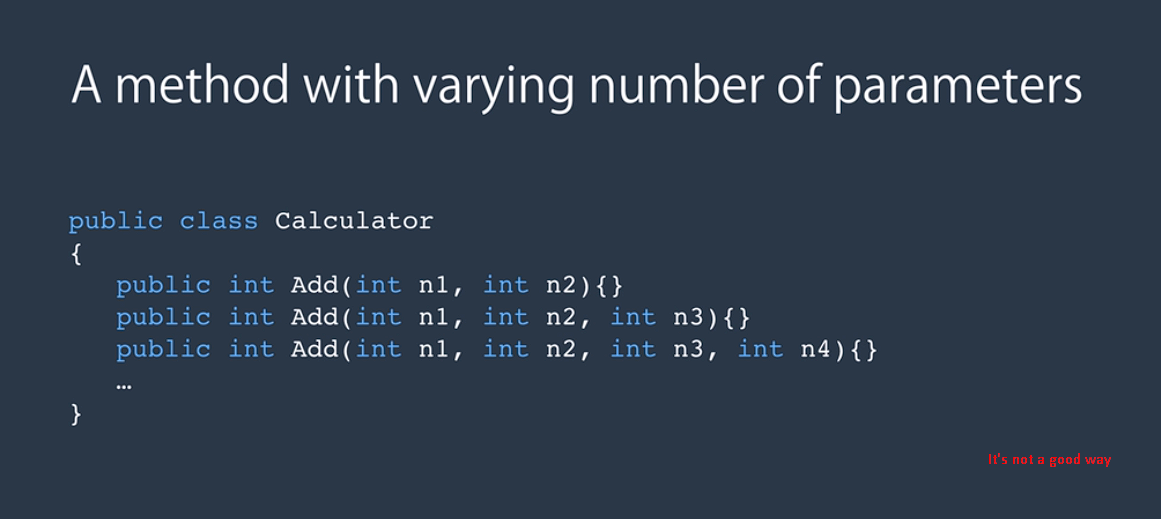 A method with varying number of parameters
public class Calculator
{
public int Add(int n1, int n2){}
public int Add(int n1, int n2, int n3){}
public int Add(int n1, int n2, int n3, int n4){}
…
}
It's not a good way